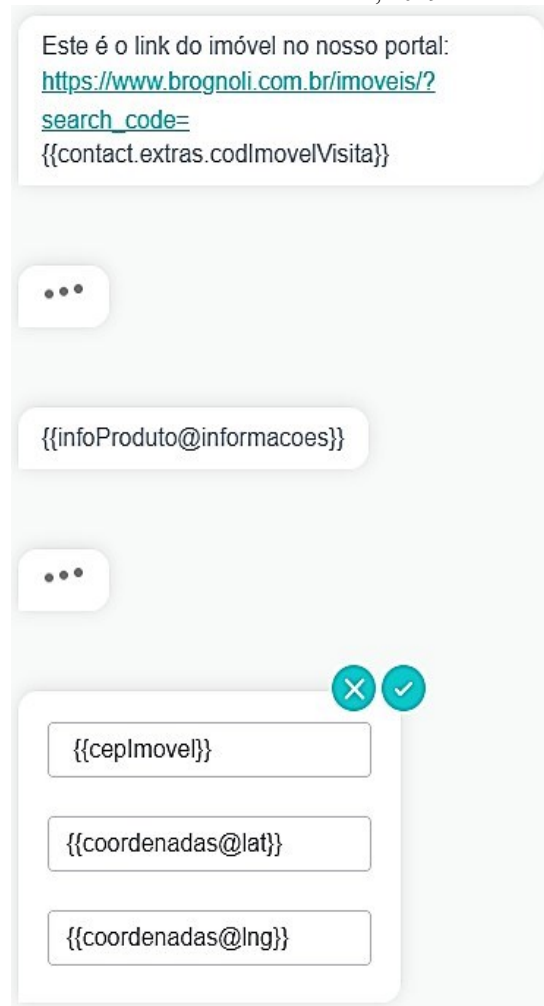 Este é o link do imóvel no nosso portal:
https://www.brognoli.com.br/imoveis/?
search_code=
{{contact.extras.codImovelVisita}}
{{infoProduto@informacoes}}
{{cepImovel}}
{{coordenadas@lat}}
{{coordenadas@lng}}